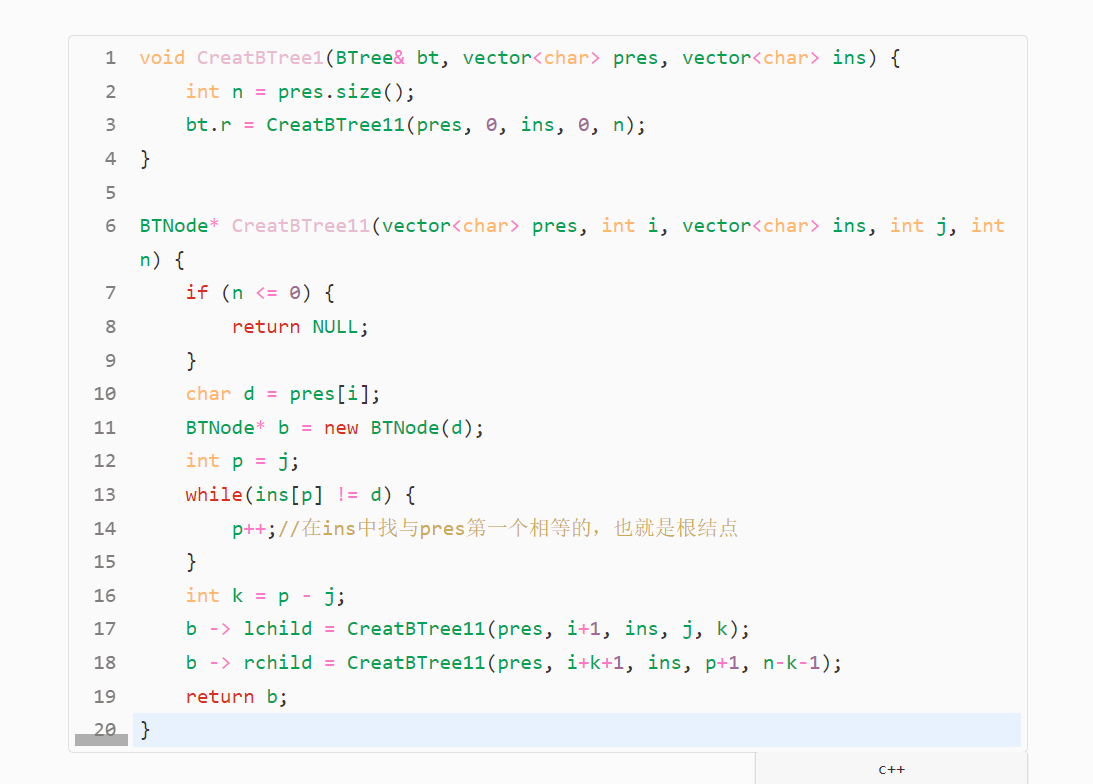 1 void CreatBTree1(BTree& bt, vector<char> pres, vector<char> ins) {
2     int n = pres.size();
3     bt.r = CreatBTree11(pres, 0, ins, 0, n);
4 }
5
6 BTNode* CreatBTree11(vector<char> pres, int i, vector<char> ins, int j, int
n) {
7     if (n <= 0) {
8         return NULL;
9     }
10     char d = pres[i];
11     BTNode* b = new BTNode(d);
12     int p = j;
13     while(ins[p] != d) {
14         p++;//在ins中找与pres第一个相等的，也就是根结点
15     }
16     int k = p - j;
17     b -> lchild = CreatBTree11(pres, i+1, ins, j, k);
18     b -> rchild = CreatBTree11(pres, i+k+1, ins, p+1, n-k-1);
19     return b;
20 }
c++